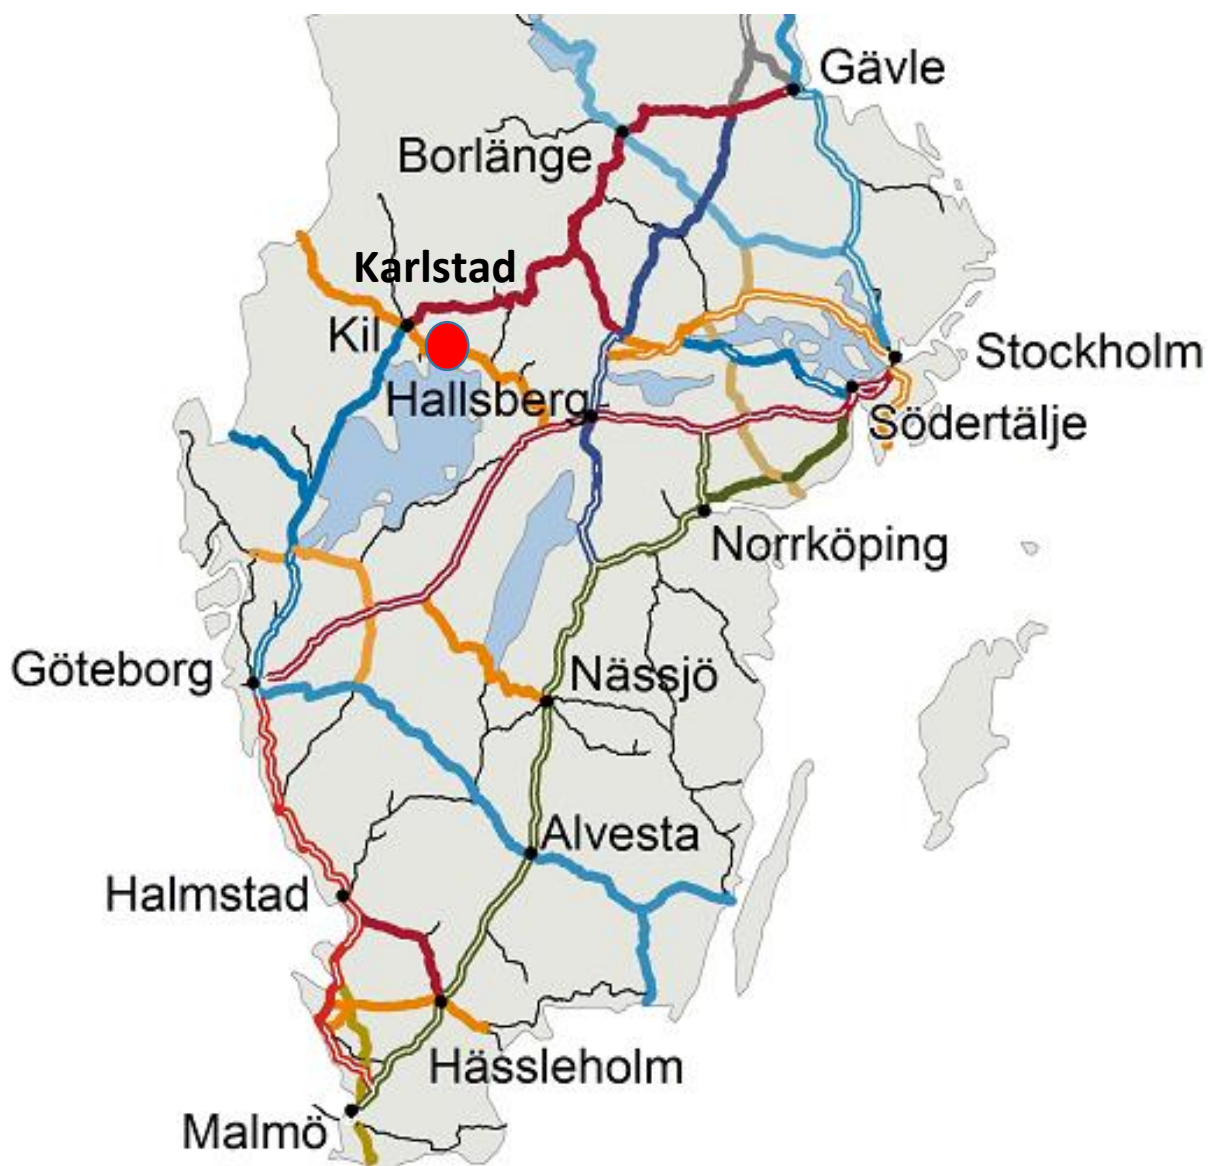 Gävle
Borlänge
Karlstad
Kil
Stockholm
Hallsberg
Södertälje
Norrköping
Göteborg
Nässjö
Alvesta
Halmstad
Hässleholm
Malmö